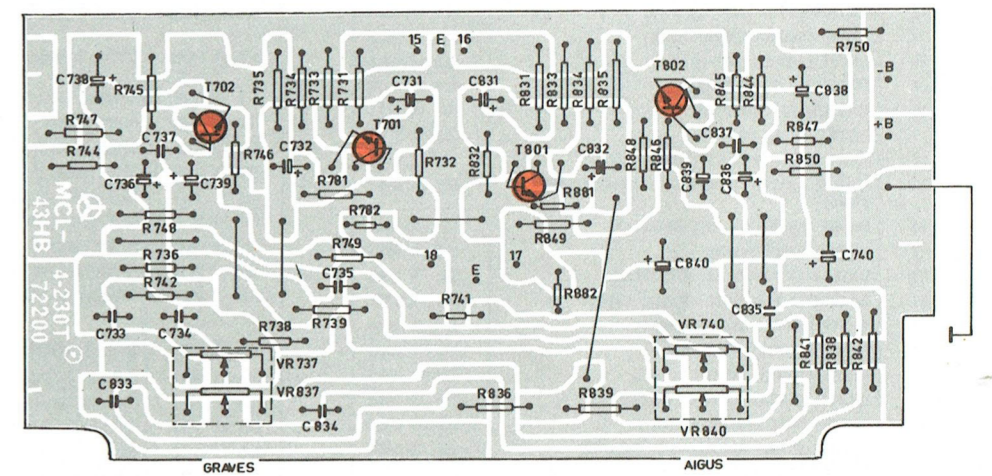 15 E 16
R750
C738 +
R745
T702
R735
R734
R733
R731
C731
+
C831
+
R831
R833
R834
R835
T802
R845
R844
+
C838
-B
+B
R747
C737
R744
C736 +
+ C739
R746
C732
+
T701
R732
R832
T801
C832
+
R848
R846
C837
R847
R850
C839
+
C836 +
R781
R881
R782
R849
R748
R749
18
17
E
R736
R742
C735
R741
R882
+ C840
+ C740
C733
C734
R738
R739
C835
VR 740
R841
R838
R842
VR737
VR837
C833
C834
R836
R839
VR840
MCL-
43HB 4-230T
72200
GRAVES
AIGUS